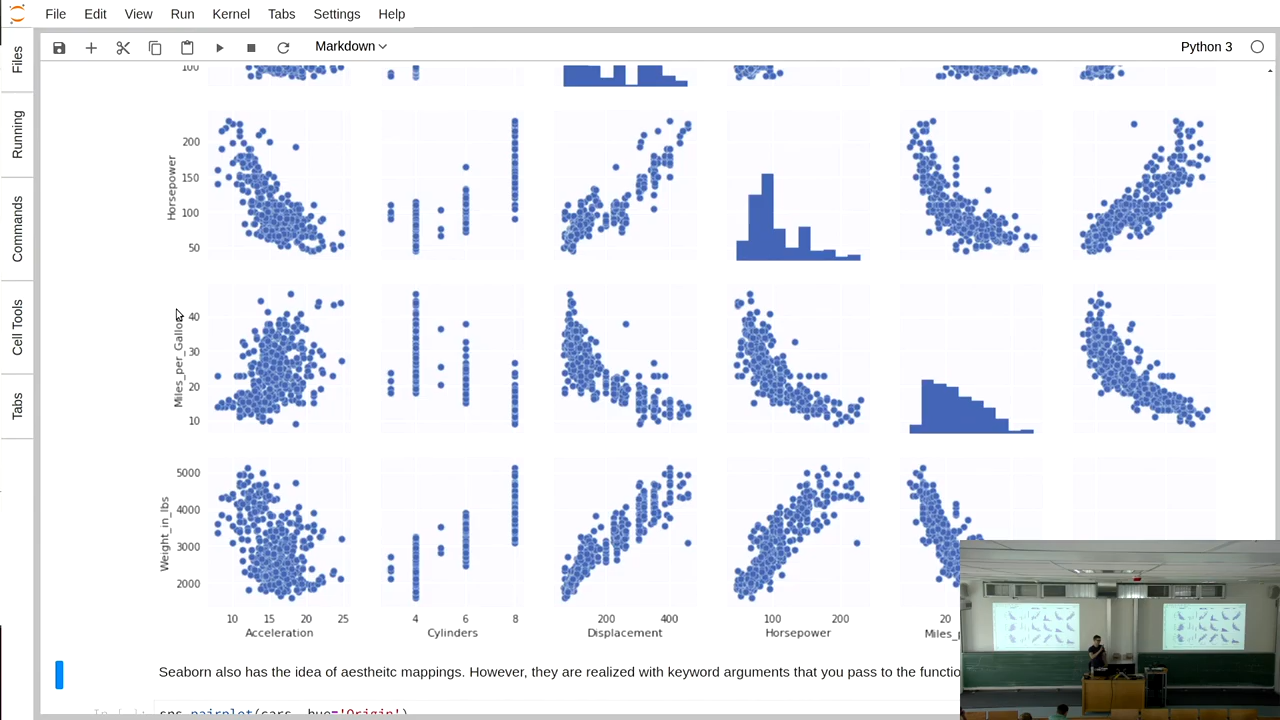 File Edit View Run Kernel Tabs Settings Help
Markdown
Python 3
Files
Running
Commands
Cell Tools
Tabs
100
Horsepower
200
150
100
50
Miles_per_Gallon
40
30
20
10
Weight_in_lbs
5000
4000
3000
2000
10 15 20 25
4 6 8
200 400
100 200
20
Acceleration Cylinders Displacement Horsepower Miles_p
Seaborn also has the idea of aestheitc mappings. However, they are realized with keyword arguments that you pass to the functio
In [ ]: sns.pairplot(cars, hue='Origin')